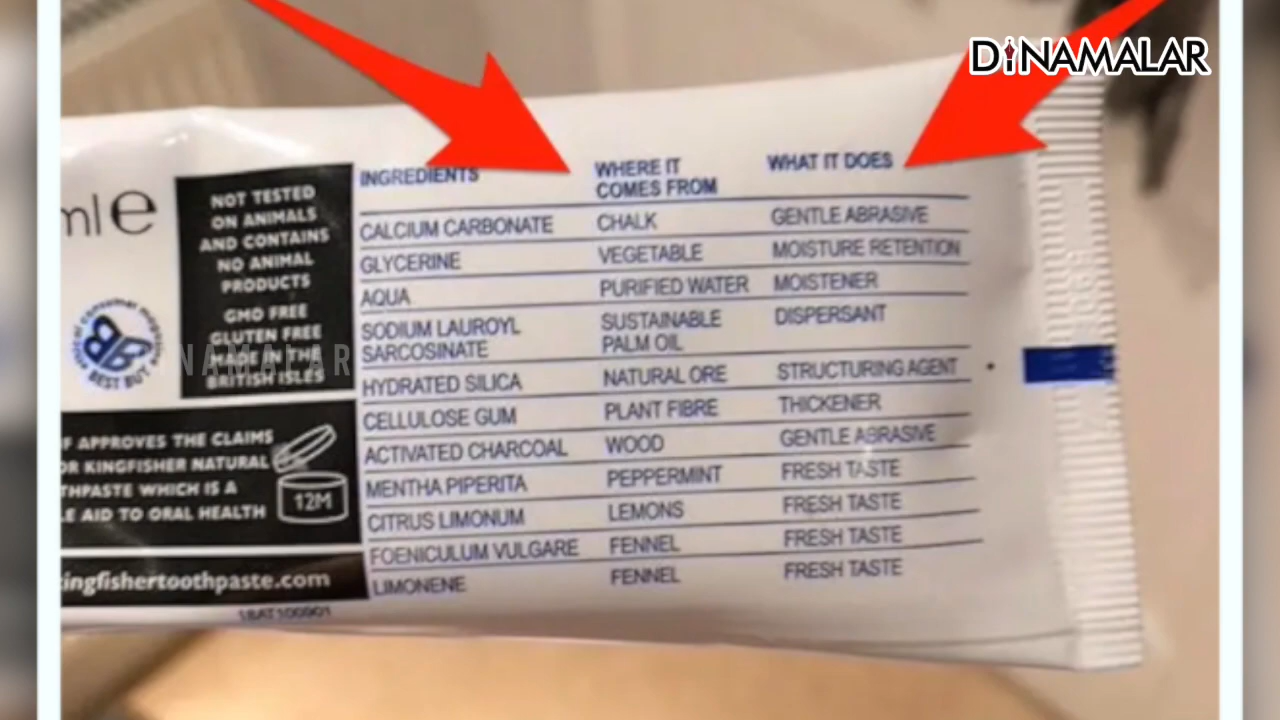 DINAMALAR
ml e
NOT TESTED
ON ANIMALS
AND CONTAINS
NO ANIMAL
PRODUCTS
GMO FREE
GLUTEN FREE
MADE IN THE
BRITISH ISLES
BEST BUY
NAMALAR
F APPROVES THE CLAIMS
OR KINGFISHER NATURAL
THPASTE WHICH IS A
E AID TO ORAL HEALTH
12M
kingfishertoothpaste.com
INGREDIENTS WHERE IT COMES FROM WHAT IT DOES
CALCIUM CARBONATE CHALK GENTLE ABRASIVE
GLYCERINE VEGETABLE MOISTURE RETENTION
AQUA PURIFIED WATER MOISTENER
SODIUM LAUROYL SUSTAINABLE DISPERSANT
SARCOSINATE PALM OIL
HYDRATED SILICA NATURAL ORE STRUCTURING AGENT
CELLULOSE GUM PLANT FIBRE THICKENER
ACTIVATED CHARCOAL WOOD GENTLE ABRASIVE
MENTHA PIPERITA PEPPERMINT FRESH TASTE
CITRUS LIMONUM LEMONS FRESH TASTE
FOENICULUM VULGARE FENNEL FRESH TASTE
LIMONENE FENNEL FRESH TASTE